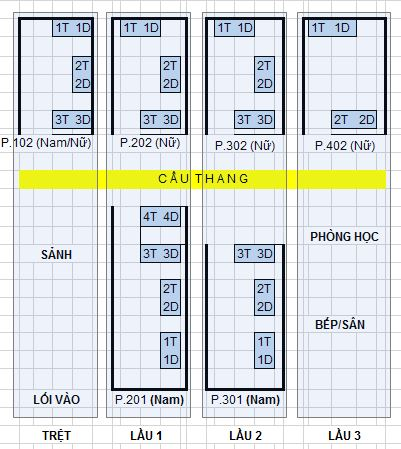 1T 1D 1T 1D 1T 1D 1T 1D
2T 2T 2T
2D 2D 2D
3T 3D 3T 3D 3T 3D 2T 2D
P.102 (Nam/Nữ) P.202 (Nữ) P.302 (Nữ) P.402 (Nữ)
CẦU THANG
4T 4D
PHÒNG HỌC
SẢNH 3T 3D 3T 3D
2T 2T
2D 2D
BẾP/SÂN
1T 1T
1D 1D
LỐI VÀO P.201 (Nam) P.301 (Nam)
TRỆT LẦU 1 LẦU 2 LẦU 3